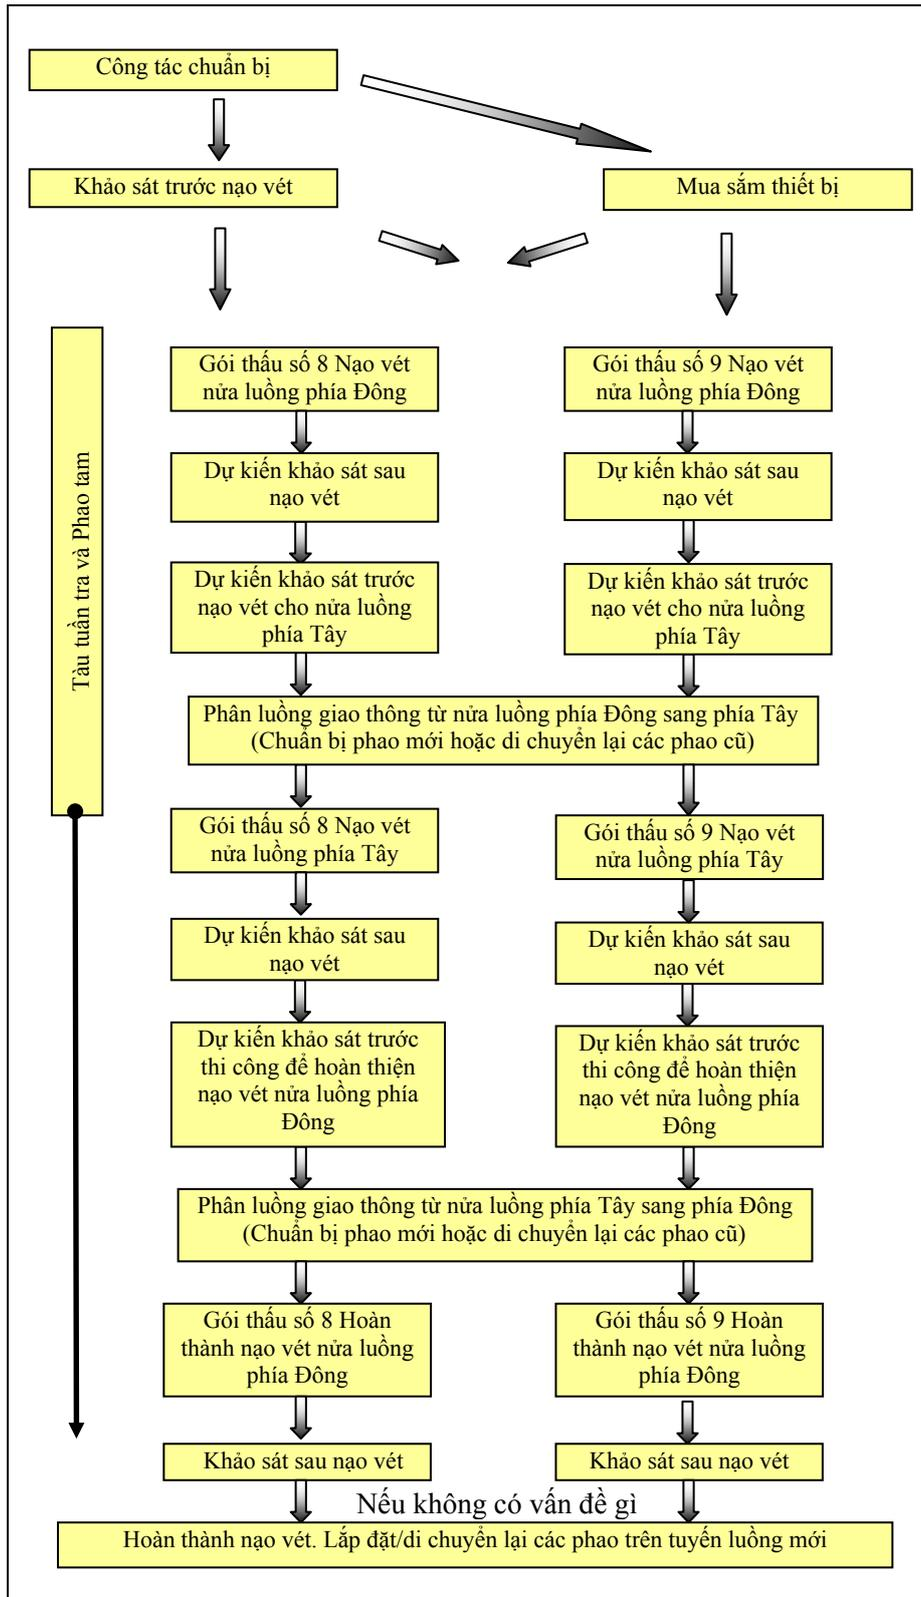 Công tác chuẩn bị
Khảo sát trước nạo vét
Mua sắm thiết bị
Tàu tuần tra và Phao tam
Gói thấu số 8 Nạo vét
nửa luồng phía Đông
Gói thấu số 9 Nạo vét
nửa luồng phía Đông
Dự kiến khảo sát sau
nạo vét
Dự kiến khảo sát sau
nạo vét
Dự kiến khảo sát trước
nạo vét cho nửa luồng
phía Tây
Dự kiến khảo sát trước
nạo vét cho nửa luồng
phía Tây
Phân luồng giao thông từ nửa luồng phía Đông sang phía Tây
(Chuẩn bị phao mới hoặc di chuyển lại các phao cũ)
Gói thấu số 8 Nạo vét
nửa luồng phía Tây
Gói thấu số 9 Nạo vét
nửa luồng phía Tây
Dự kiến khảo sát sau
nạo vét
Dự kiến khảo sát sau
nạo vét
Dự kiến khảo sát trước
thi công để hoàn thiện
nạo vét nửa luồng phía
Đông
Dự kiến khảo sát trước
thi công để hoàn thiện
nạo vét nửa luồng phía
Đông
Phân luồng giao thông từ nửa luồng phía Tây sang phía Đông
(Chuẩn bị phao mới hoặc di chuyển lại các phao cũ)
Gói thấu số 8 Hoàn
thành nạo vét nửa luồng
phía Đông
Gói thấu số 9 Hoàn
thành nạo vét nửa luồng
phía Đông
Khảo sát sau nạo vét
Khảo sát sau nạo vét
Nếu không có vấn đề gì
Hoàn thành nạo vét. Lắp đặt/di chuyển lại các phao trên tuyến luồng mới